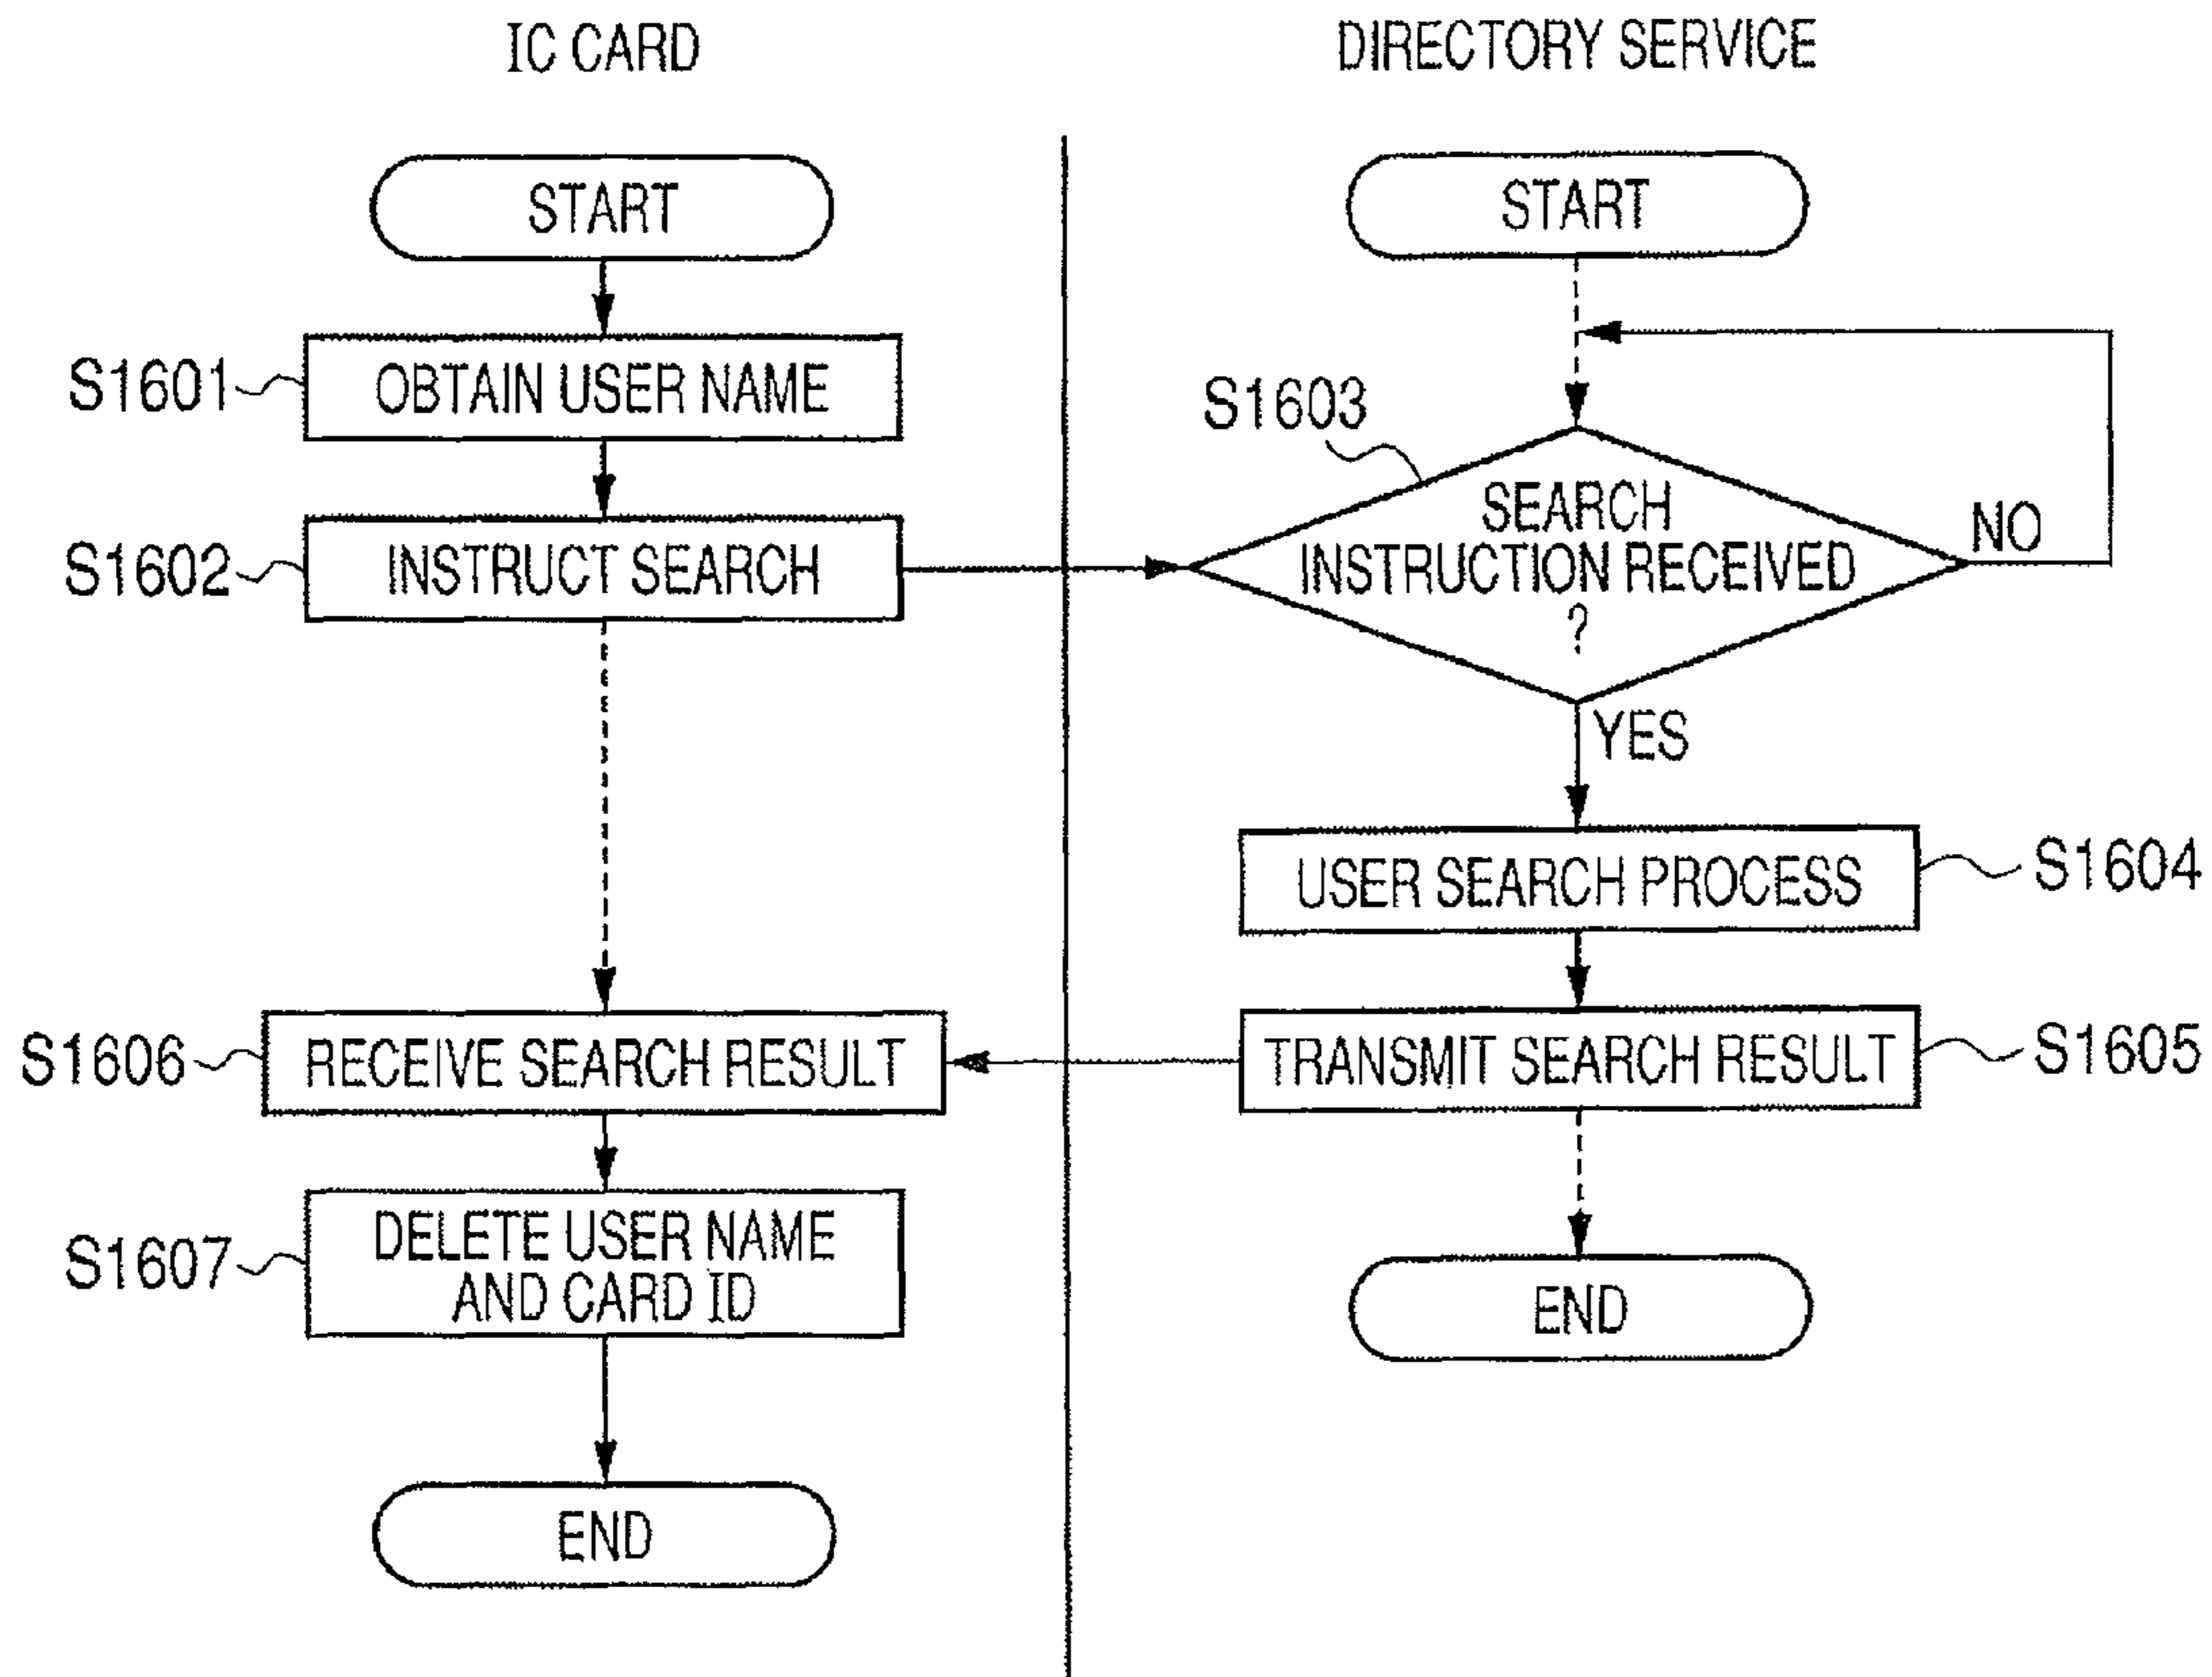 IC CARD
START
S1601
OBTAIN USER NAME
S1602
INSTRUCT SEARCH
S1606
RECEIVE SEARCH RESULT
S1607
DELETE USER NAME
AND CARD ID
END
DIRECTORY SERVICE
START
S1603
SEARCH
INSTRUCTION RECEIVED
?
NO
YES
USER SEARCH PROCESS
S1604
TRANSMIT SEARCH RESULT
S1605
END